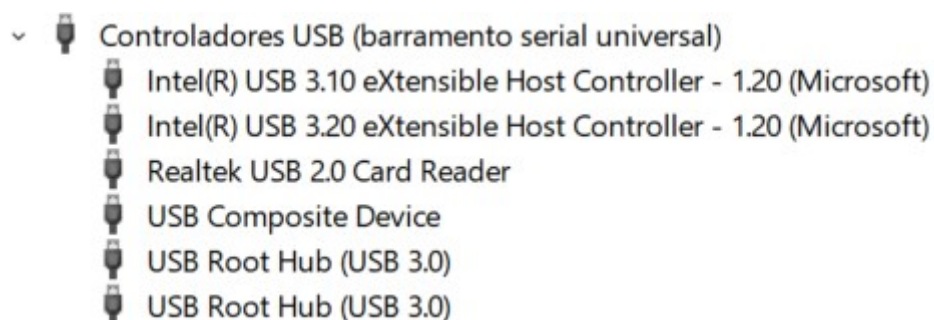 Controladores USB (barramento serial universal)
Intel(R) USB 3.10 eXtensible Host Controller - 1.20 (Microsoft)
Intel(R) USB 3.20 eXtensible Host Controller - 1.20 (Microsoft)
Realtek USB 2.0 Card Reader
USB Composite Device
USB Root Hub (USB 3.0)
USB Root Hub (USB 3.0)